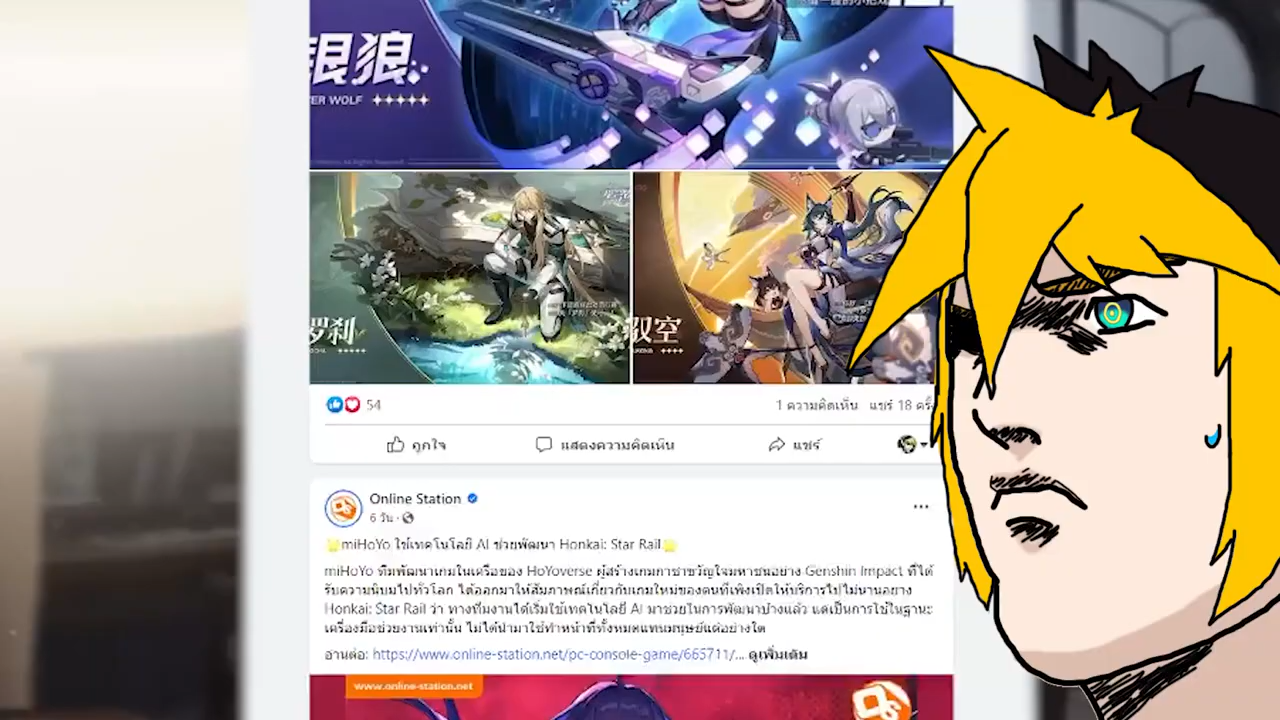 银狼
ER WOLF
罗刹
驭空
54
1 ความคิดเห็น แชร์ 18 ครั้ง
ถูกใจ
แสดงความคิดเห็น
แชร์
Online Station
6 วัน ·
miHoYo ใช้เทคโนโลยี AI ช่วยพัฒนา Honkai: Star Rail
miHoYo ทีมพัฒนาเกมในเครือของ HoYoverse ผู้สร้างเกมกาชาขวัญใจมหาชนอย่าง Genshin Impact ที่ได้
รับความนิยมไปทั่วโลก ได้ออกมาให้สัมภาษณ์เกี่ยวกับเกมใหม่ของตนที่เพิ่งเปิดให้บริการไปไม่นานอย่าง
Honkai: Star Rail ว่า ทางทีมงานได้เริ่มใช้เทคโนโลยี AI มาช่วยในการพัฒนาบ้างแล้ว แต่เป็นการใช้ในฐานะ
เครื่องมือช่วยงานเท่านั้น ไม่ได้นำมาใช้ทำหน้าที่ทั้งหมดแทนมนุษย์แต่อย่างใด
อ่านต่อ: https://www.online-station.net/pc-console-game/665711/... ดูเพิ่มเติม
www.online-station.net